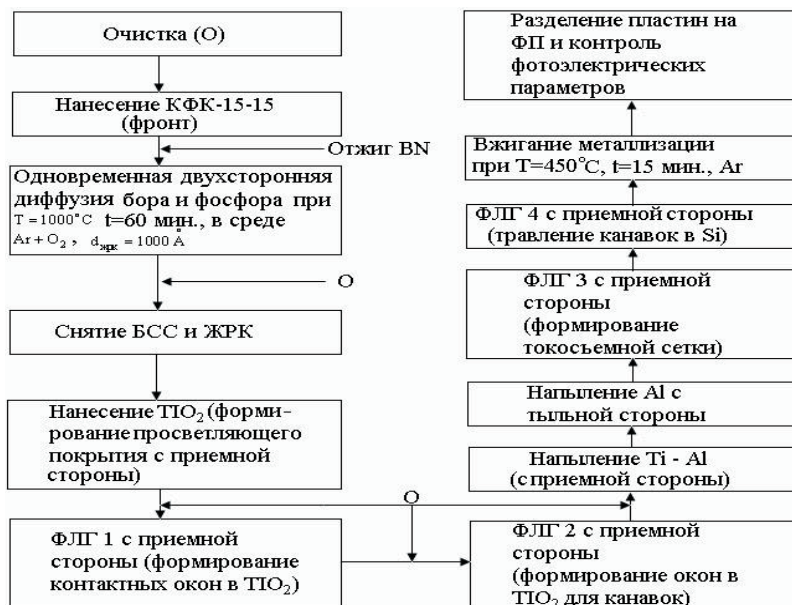 Очистка (О)
Нанесение КФК-15-15
(фронт)
Отжиг BN
Одновременная двухсторонняя
диффузия бора и фосфора при
T = 1000°C t=60 мин., в среде
Ar + O₂ , d жрк = 1000 Å
О
Снятие БСС и ЖРК
Нанесение TIO₂ (форми-
рование просветляющего
покрытия с приемной
стороны)
О
ФЛГ 1 с приемной
стороны (формирование
контактных окон в TIO₂)
ФЛГ 2 с приемной
стороны
(формирование окон в
TIO₂ для канавок)
Напыление Ti - Al
(с приемной стороны)
Напыление Al с
тыльной стороны
ФЛГ 3 с приемной
стороны
(формирование
токосъемной сетки)
ФЛГ 4 с приемной стороны
(травление канавок в Si)
Вжигание металлизации
при T=450°C, t=15 мин., Ar
Разделение пластин на
ФП и контроль
фотоэлектрических
параметров